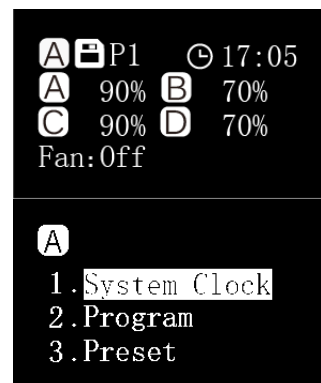 A P1 17:05
A 90% B 70%
C 90% D 70%
Fan:Off
A
1.System Clock
2.Program
3.Preset